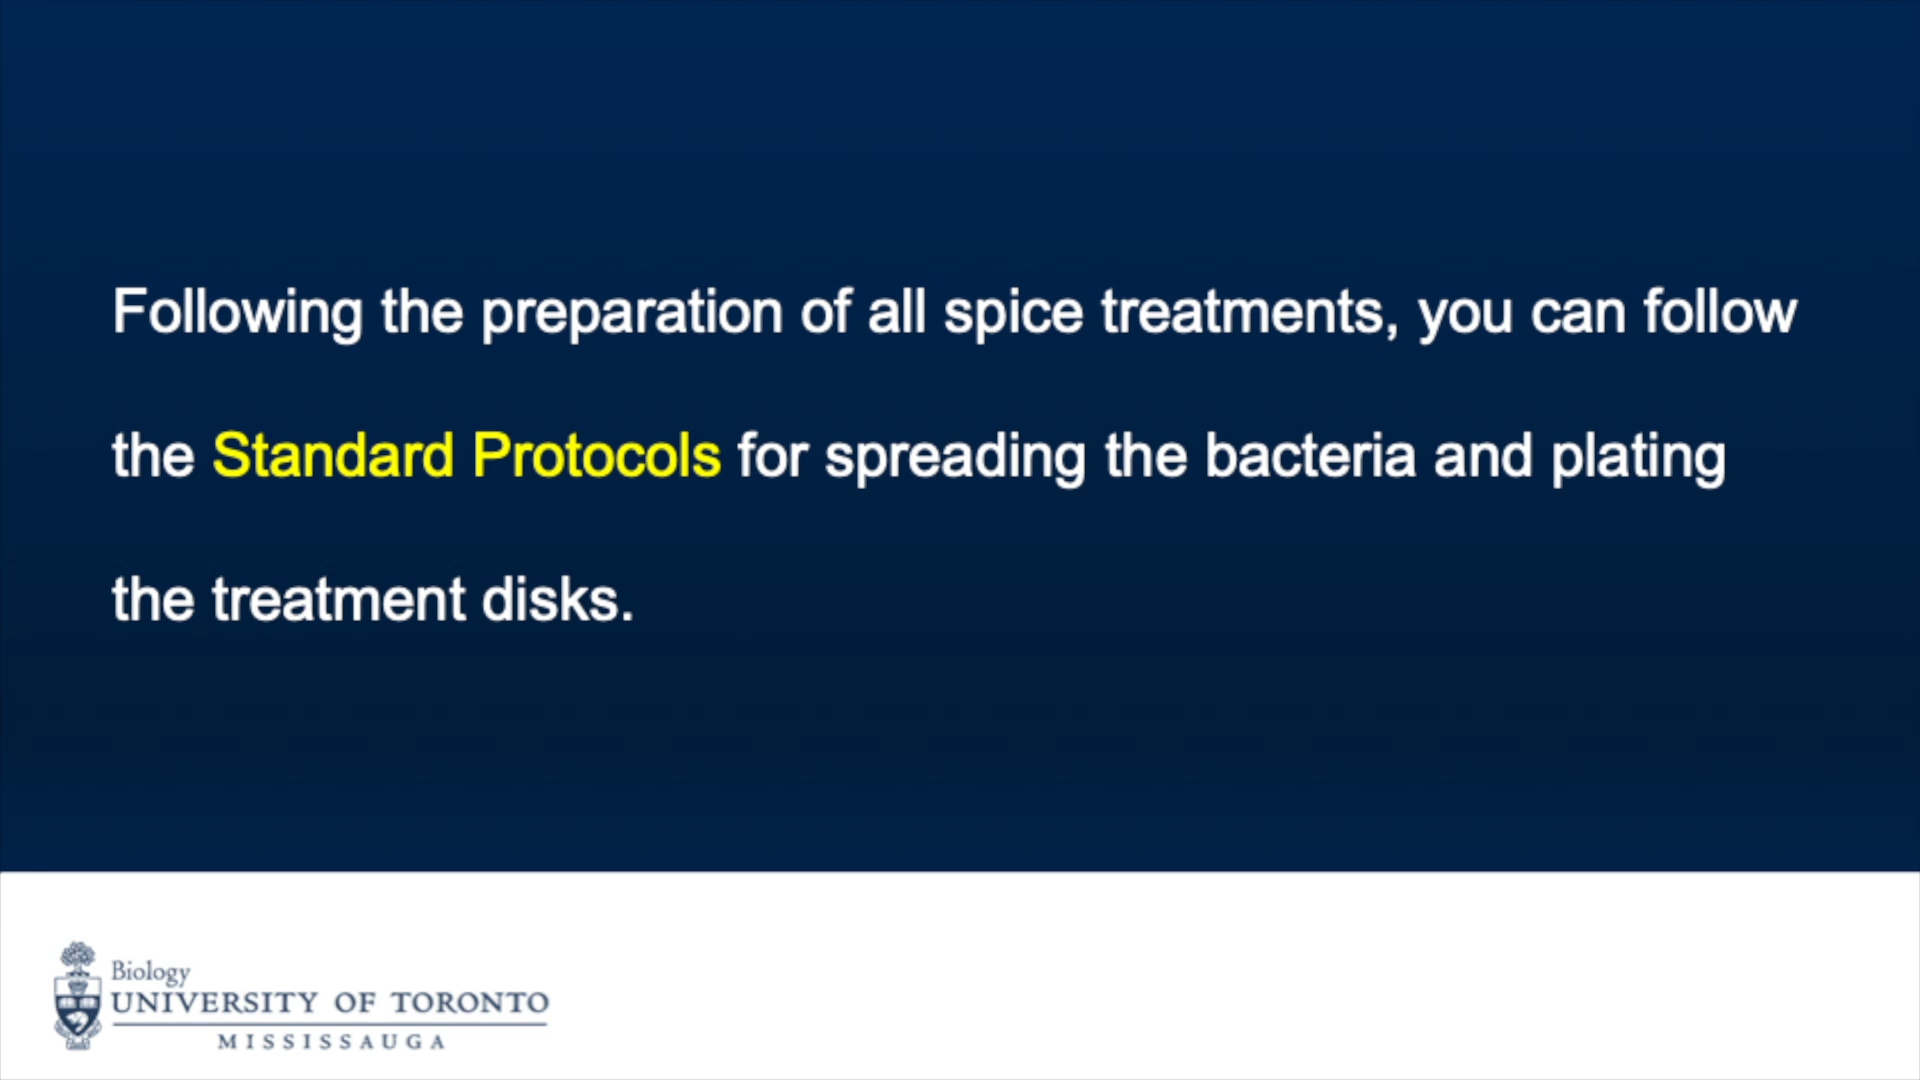 Following the preparation of all spice treatments, you can follow
the Standard Protocols for spreading the bacteria and plating
the treatment disks.
Biology
UNIVERSITY OF TORONTO
MISSISSAUGA